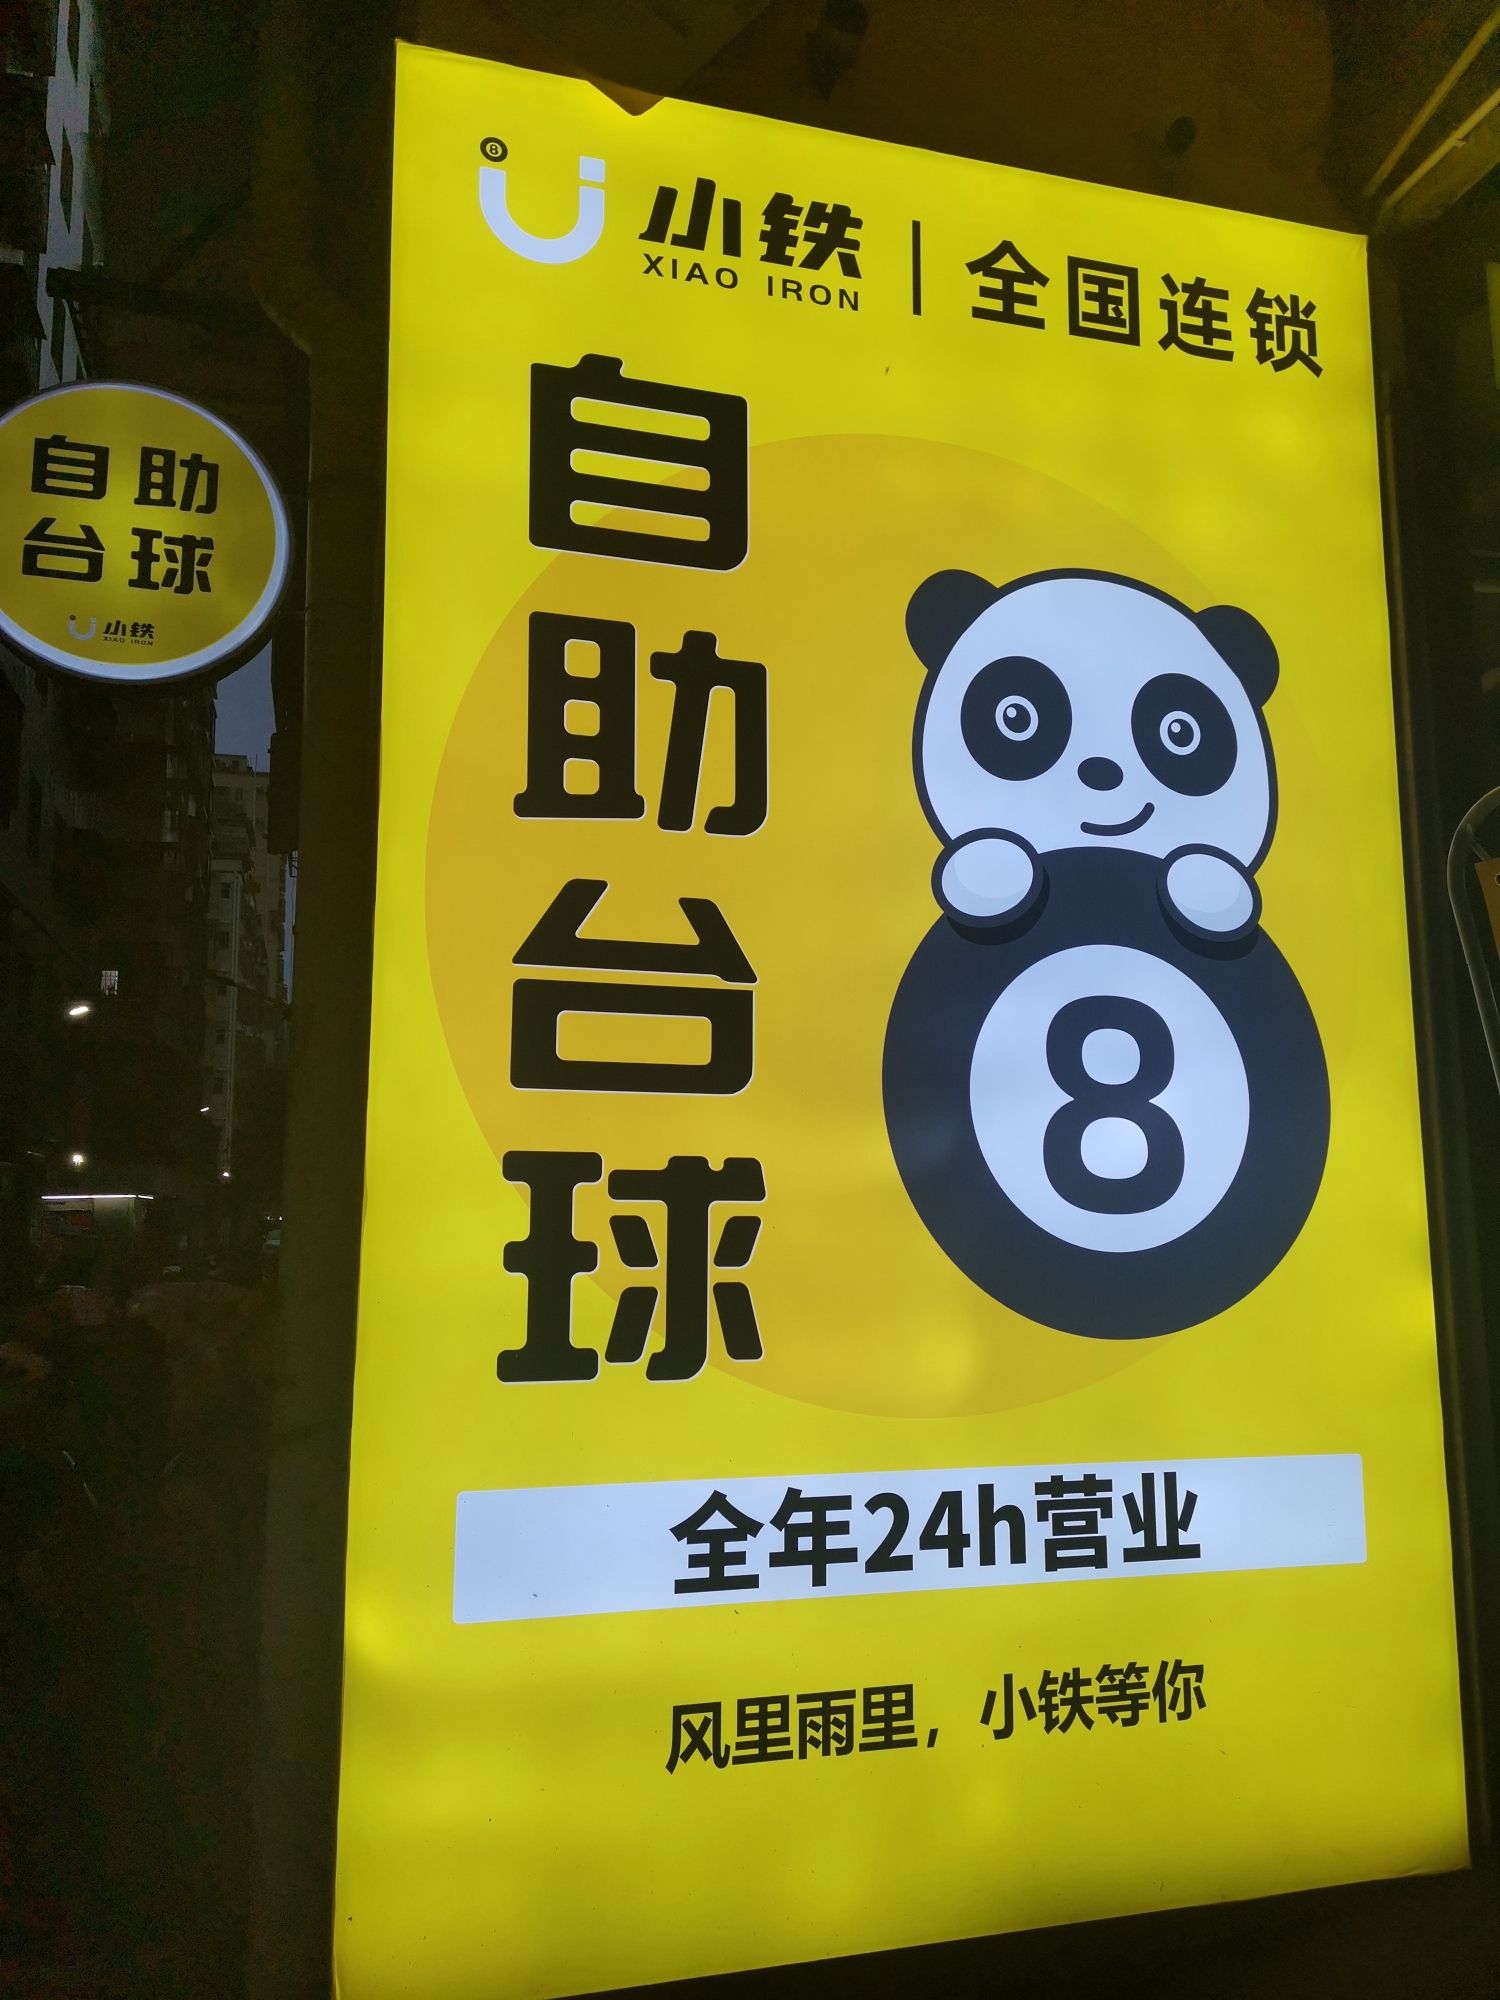 8
小铁
XIAO IRON
全国连锁
自助台球
8
全年24h营业
风里雨里，小铁等你
自助
台球
小铁
XIAO IRON